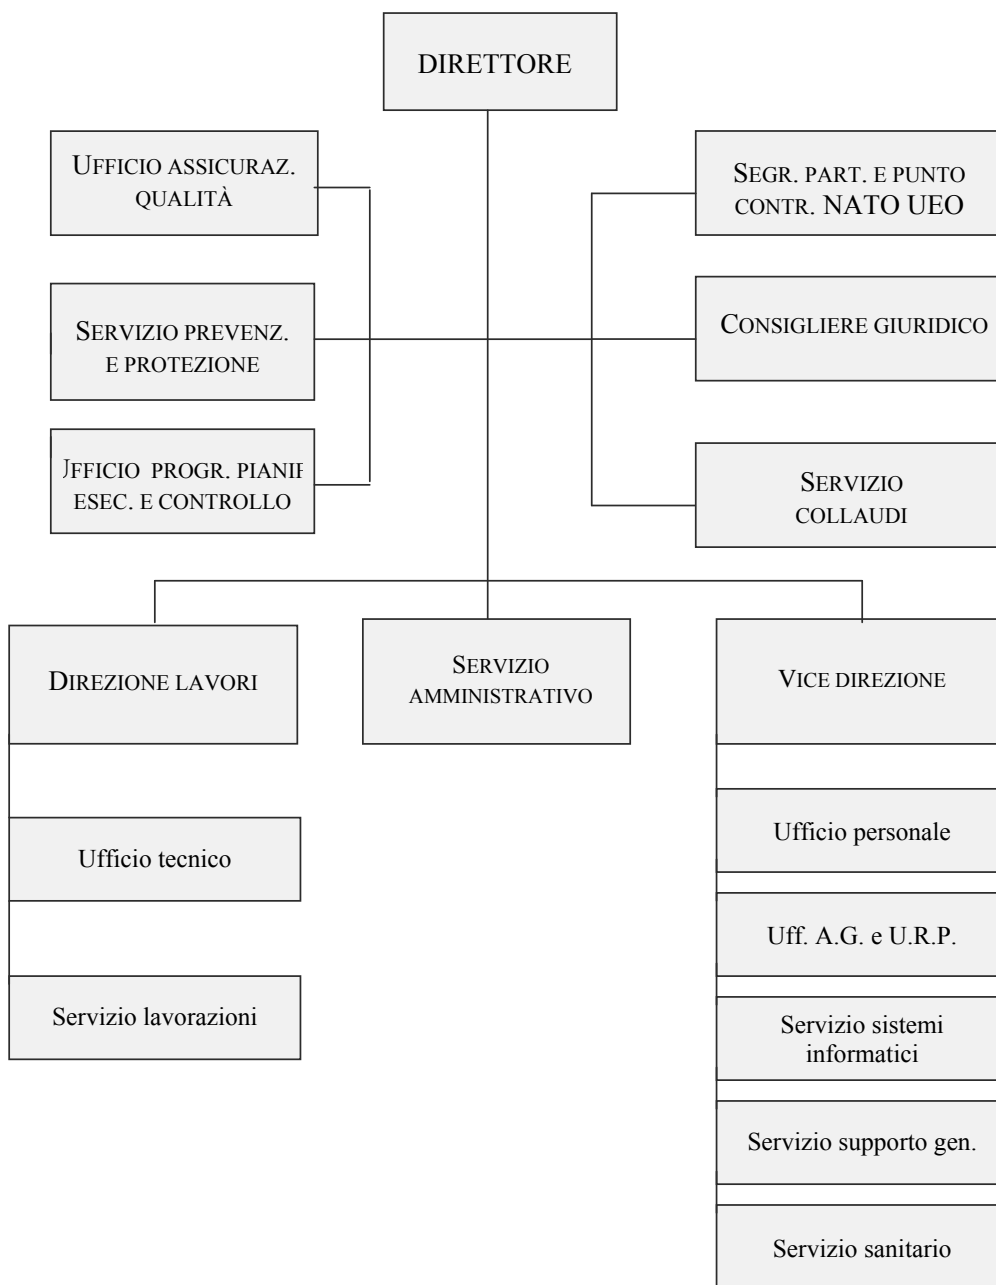 DIRETTORE
UFFICIO ASSICURAZ.
QUALITÀ
SEGR. PART. E PUNTO
CONTR. NATO UEO
SERVIZIO PREVENZ.
E PROTEZIONE
CONSIGLIERE GIURIDICO
UFFICIO PROGR. PIANIF
ESEC. E CONTROLLO
SERVIZIO
COLLAUDI
DIREZIONE LAVORI
SERVIZIO
AMMINISTRATIVO
VICE DIREZIONE
Ufficio tecnico
Servizio lavorazioni
Ufficio personale
Uff. A.G. e U.R.P.
Servizio sistemi
informatici
Servizio supporto gen.
Servizio sanitario